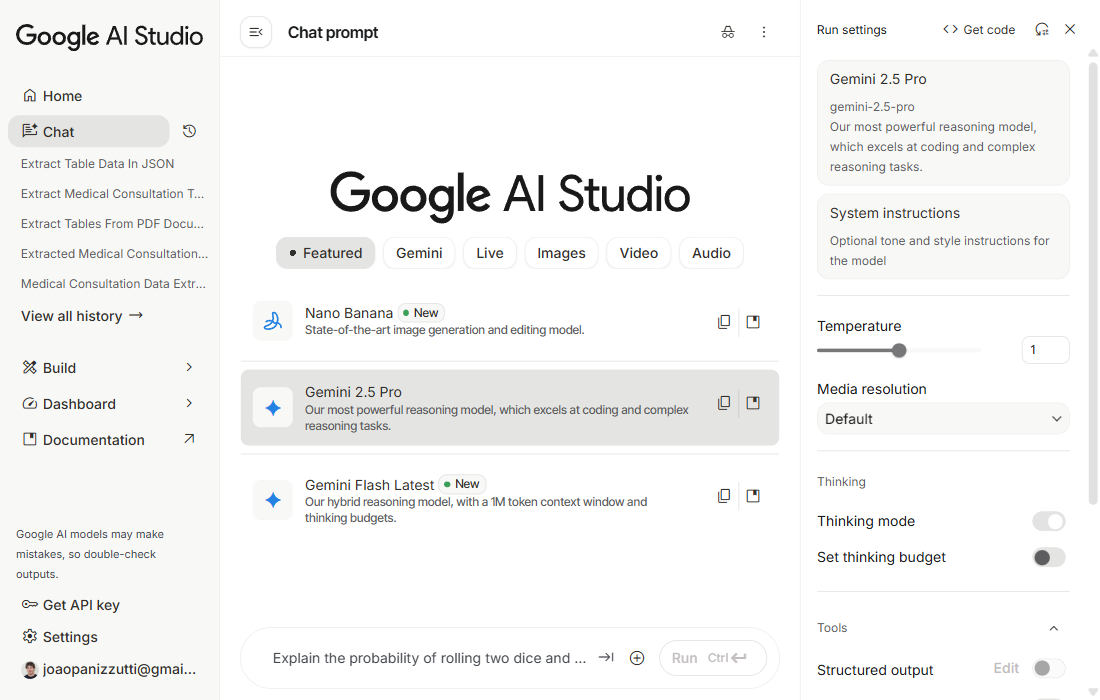 Google AI Studio
Home
Chat
Extract Table Data In JSON
Extract Medical Consultation T...
Extract Tables From PDF Docu...
Extracted Medical Consultation...
Medical Consultation Data Extr...
View all history
Build
Dashboard
Documentation
Google AI models may make
mistakes, so double-check
outputs.
Get API key
Settings
joaopanizzutti@gmai...
Chat prompt
Google AI Studio
Featured
Gemini
Live
Images
Video
Audio
Nano Banana New
State-of-the-art image generation and editing model.
Gemini 2.5 Pro
Our most powerful reasoning model, which excels at coding and complex
reasoning tasks.
Gemini Flash Latest New
Our hybrid reasoning model, with a 1M token context window and
thinking budgets.
Explain the probability of rolling two dice and ...
Run Ctrl
Run settings
Get code
Gemini 2.5 Pro
gemini-2.5-pro
Our most powerful reasoning model,
which excels at coding and complex
reasoning tasks.
System instructions
Optional tone and style instructions for
the model
Temperature
1
Media resolution
Default
Thinking
Thinking mode
Set thinking budget
Tools
Structured output Edit